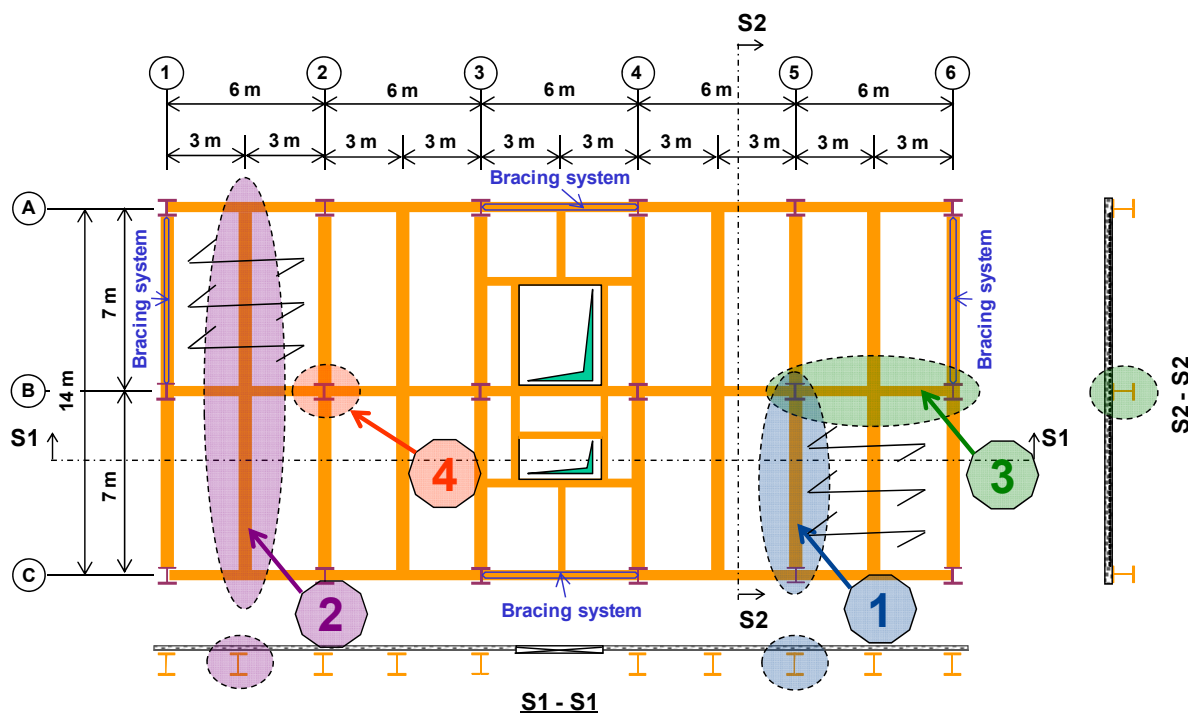 S2
1 2 3 4 5 6
6 m 6 m 6 m 6 m 6 m
3 m 3 m 3 m 3 m 3 m 3 m 3 m 3 m 3 m 3 m
Bracing system
A
7 m
14 m
Bracing system
Bracing system
B
S1
S1
S2 - S2
4
3
7 m
C
2
Bracing system
S2
1
S1 - S1